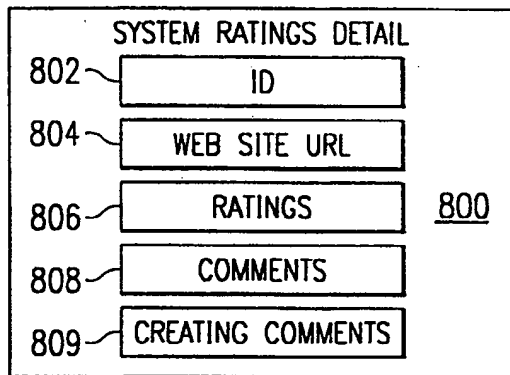 SYSTEM RATINGS DETAIL
802 ID
804 WEB SITE URL
806 RATINGS
800
808 COMMENTS
809 CREATING COMMENTS